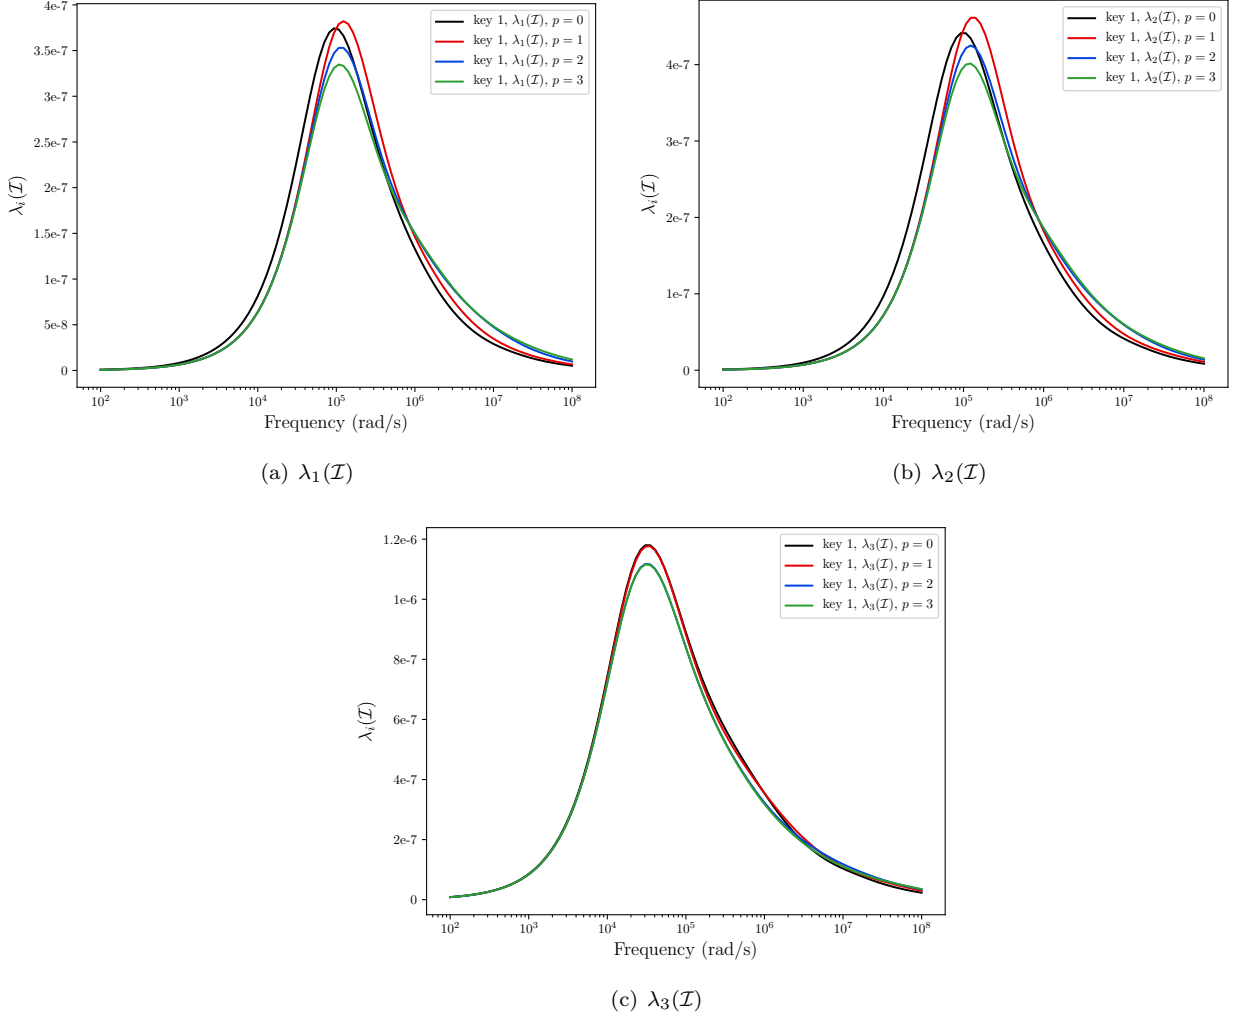 4e-7
3.5e-7
3e-7
2.5e-7
2e-7
1.5e-7
1e-7
5e-8
0
λᵢ(ℐ)
10² 10³ 10⁴ 10⁵ 10⁶ 10⁷ 10⁸
Frequency (rad/s)
key 1, λ₁(ℐ), p = 0
key 1, λ₁(ℐ), p = 1
key 1, λ₁(ℐ), p = 2
key 1, λ₁(ℐ), p = 3
(a) λ₁(ℐ)
4e-7
3e-7
2e-7
1e-7
0
λᵢ(ℐ)
10² 10³ 10⁴ 10⁵ 10⁶ 10⁷ 10⁸
Frequency (rad/s)
key 1, λ₂(ℐ), p = 0
key 1, λ₂(ℐ), p = 1
key 1, λ₂(ℐ), p = 2
key 1, λ₂(ℐ), p = 3
(b) λ₂(ℐ)
1.2e-6
1e-6
8e-7
6e-7
4e-7
2e-7
0
λᵢ(ℐ)
10² 10³ 10⁴ 10⁵ 10⁶ 10⁷ 10⁸
Frequency (rad/s)
key 1, λ₃(ℐ), p = 0
key 1, λ₃(ℐ), p = 1
key 1, λ₃(ℐ), p = 2
key 1, λ₃(ℐ), p = 3
(c) λ₃(ℐ)